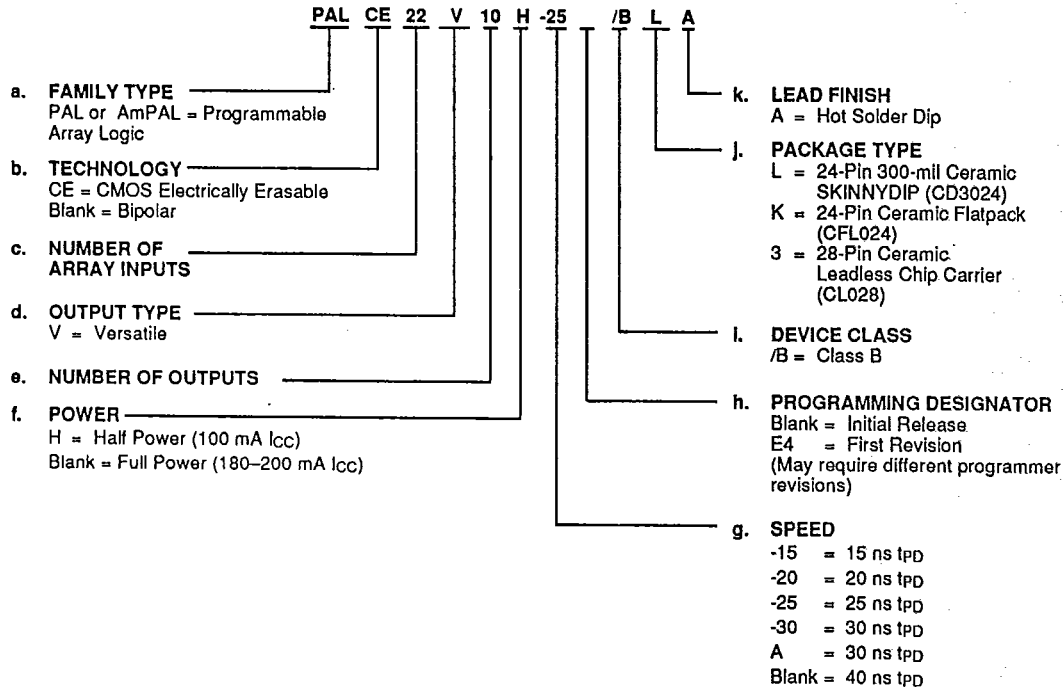 PAL CE 22 V 10 H -25 /B L A
a. FAMILY TYPE
PAL or AmPAL = Programmable
Array Logic
b. TECHNOLOGY
CE = CMOS Electrically Erasable
Blank = Bipolar
c. NUMBER OF
ARRAY INPUTS
d. OUTPUT TYPE
V = Versatile
e. NUMBER OF OUTPUTS
f. POWER
H = Half Power (100 mA ICC)
Blank = Full Power (180–200 mA ICC)
k. LEAD FINISH
A = Hot Solder Dip
j. PACKAGE TYPE
L = 24-Pin 300-mil Ceramic
SKINNYDIP (CD3024)
K = 24-Pin Ceramic Flatpack
(CFL024)
3 = 28-Pin Ceramic
Leadless Chip Carrier
(CL028)
i. DEVICE CLASS
/B = Class B
h. PROGRAMMING DESIGNATOR
Blank = Initial Release
E4 = First Revision
(May require different programmer
revisions)
g. SPEED
-15 = 15 ns tPD
-20 = 20 ns tPD
-25 = 25 ns tPD
-30 = 30 ns tPD
A = 30 ns tPD
Blank = 40 ns tPD